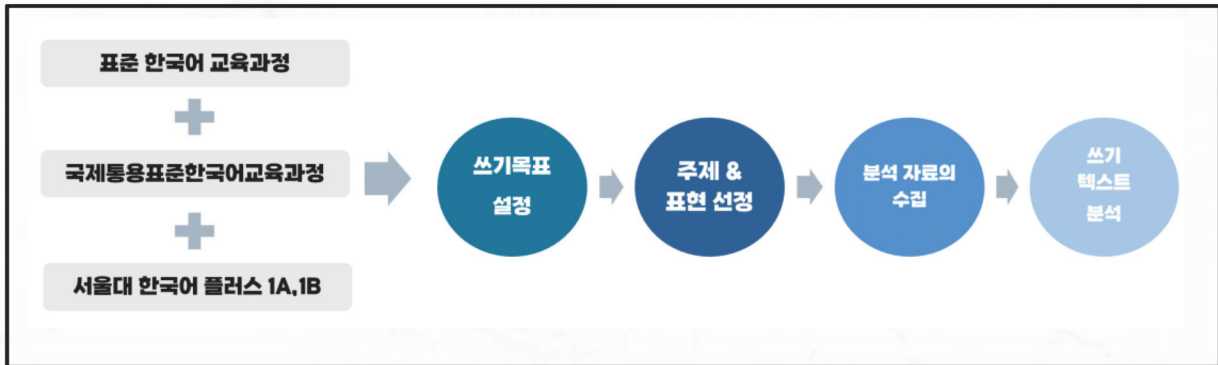 표준 한국어 교육과정
국제통용표준한국어교육과정
서울대 한국어 플러스 1A,1B
쓰기목표
설정
주제 &
표현 선정
분석 자료의
수집
쓰기
텍스트
분석